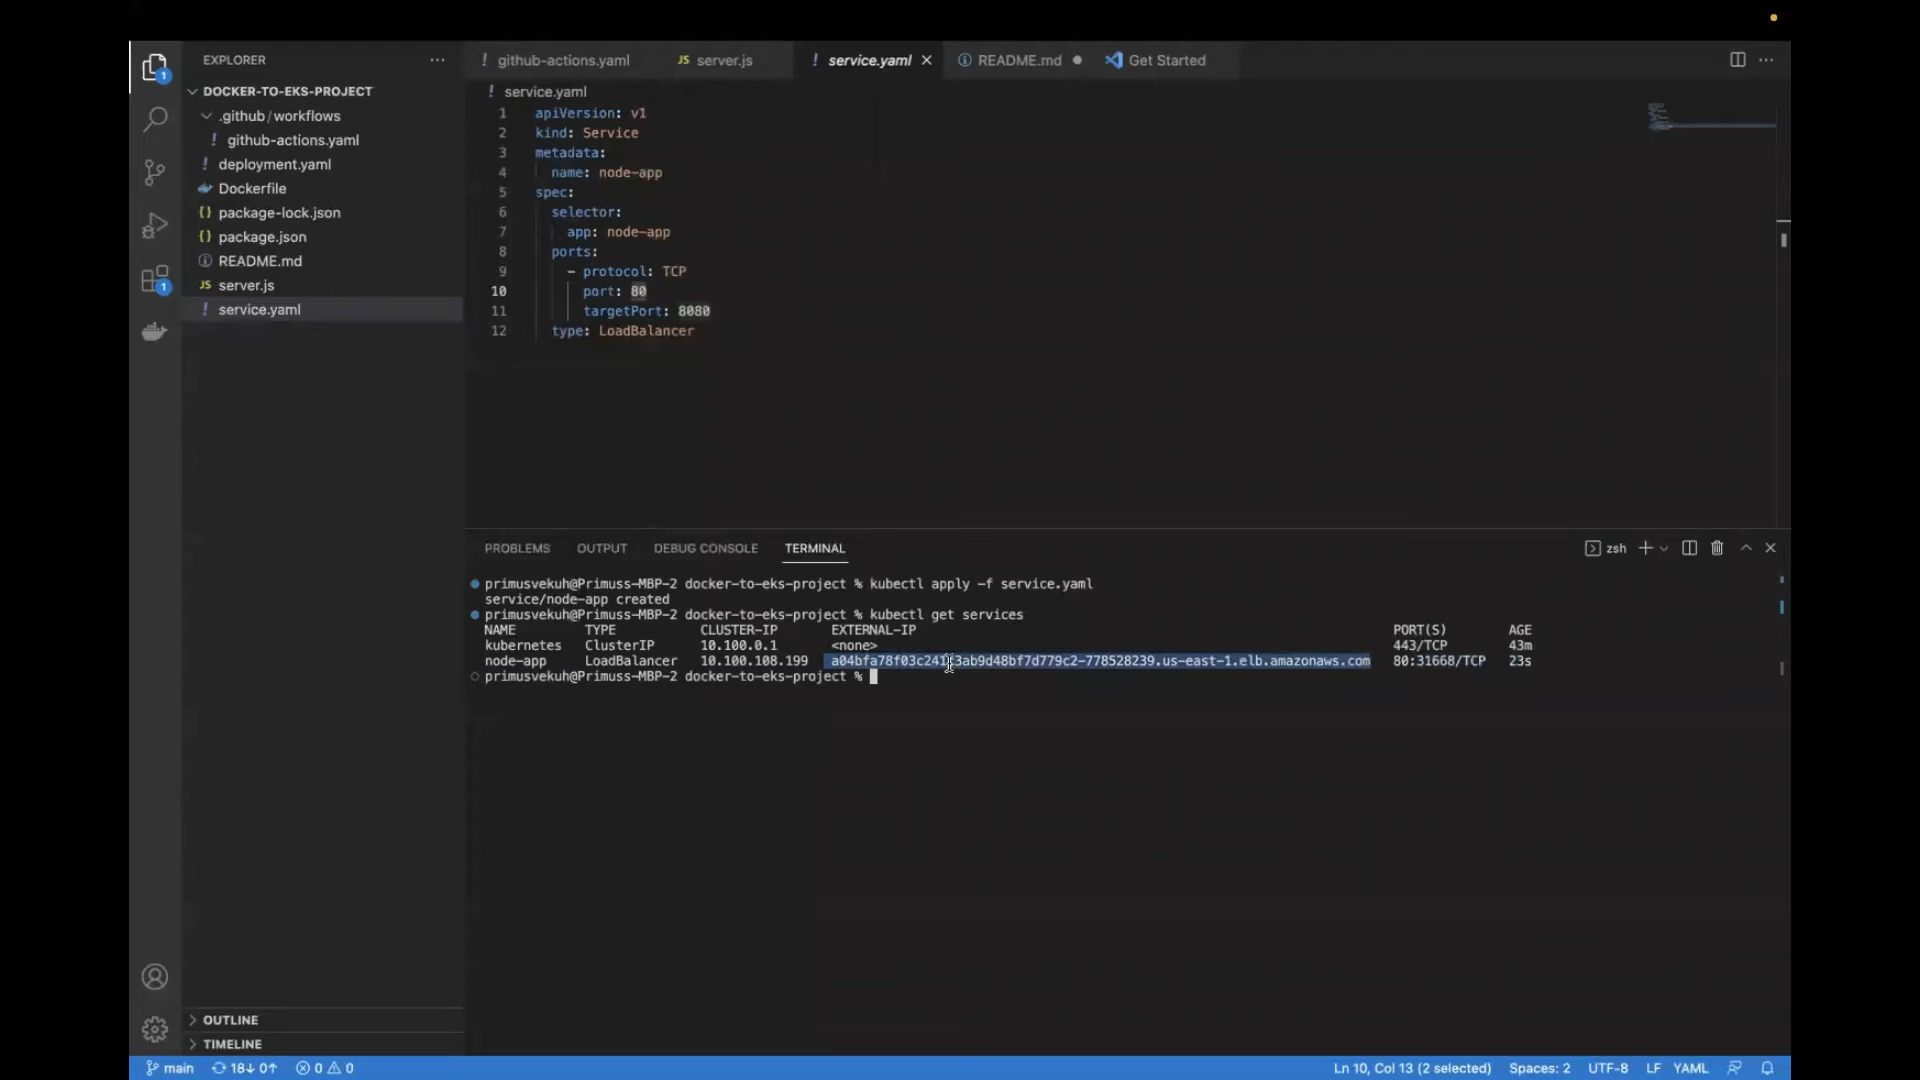 EXPLORER
DOCKER-TO-EKS-PROJECT
.github/workflows
github-actions.yaml
deployment.yaml
Dockerfile
package-lock.json
package.json
README.md
server.js
service.yaml
OUTLINE
TIMELINE
github-actions.yaml server.js service.yaml README.md Get Started
service.yaml
1 apiVersion: v1
2 kind: Service
3 metadata:
4 name: node-app
5 spec:
6 selector:
7 app: node-app
8 ports:
9 - protocol: TCP
10 port: 80
11 targetPort: 8080
12 type: LoadBalancer
PROBLEMS OUTPUT DEBUG CONSOLE TERMINAL zsh
primusvekuh@Primuss-MBP-2 docker-to-eks-project % kubectl apply -f service.yaml
service/node-app created
primusvekuh@Primuss-MBP-2 docker-to-eks-project % kubectl get services
NAME TYPE CLUSTER-IP EXTERNAL-IP PORT(S) AGE
kubernetes ClusterIP 10.100.0.1 <none> 443/TCP 43m
node-app LoadBalancer 10.100.108.199 80:31668/TCP 23s
primusvekuh@Primuss-MBP-2 docker-to-eks-project %
main 18↓ 0↑ 0 0 Ln 10, Col 13 (2 selected) Spaces: 2 UTF-8 LF YAML